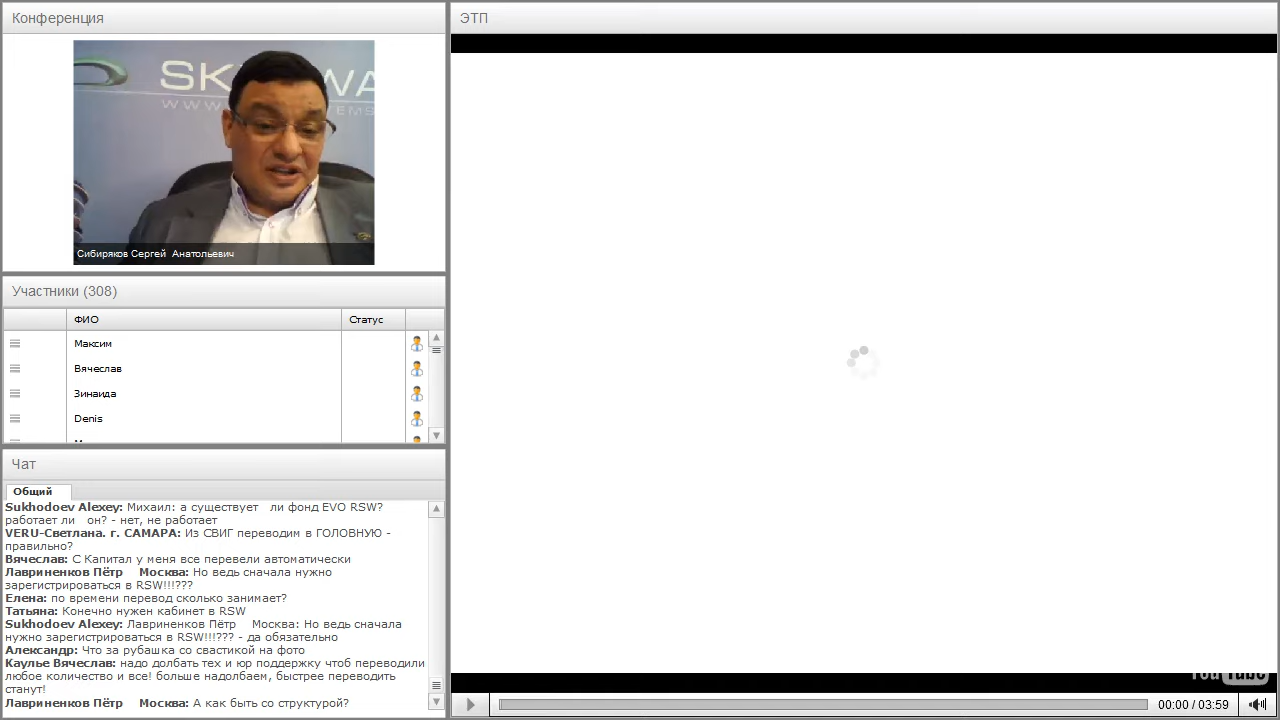 Конференция
SK WA
WWW EMS
Сибиряков Сергей Анатольевич
Участники (308)
ФИО Статус
Максим
Вячеслав
Зинаида
Denis
Чат
Общий
Sukhodoev Alexey: Михаил: а существует ли фонд EVO RSW?
работает ли он? - нет, не работает
VERU-Светлана. г. САМАРА: Из СВИГ переводим в ГОЛОВНУЮ -
правильно?
Вячеслав: С Капитал у меня все перевели автоматически
Лавриненков Пётр Москва: Но ведь сначала нужно
зарегистрироваться в RSW!!!???
Елена: по времени перевод сколько занимает?
Татьяна: Конечно нужен кабинет в RSW
Sukhodoev Alexey: Лавриненков Пётр Москва: Но ведь сначала
нужно зарегистрироваться в RSW!!!??? - да обязательно
Александр: Что за рубашка со свастикой на фото
Каулье Вячеслав: надо долбать тех и юр поддержку чтоб переводили
любое количество и все! больше надолбаем, быстрее переводить
станут!
Лавриненков Пётр Москва: А как быть со структурой?
ЭТП
YouTube
00:00 / 03:59